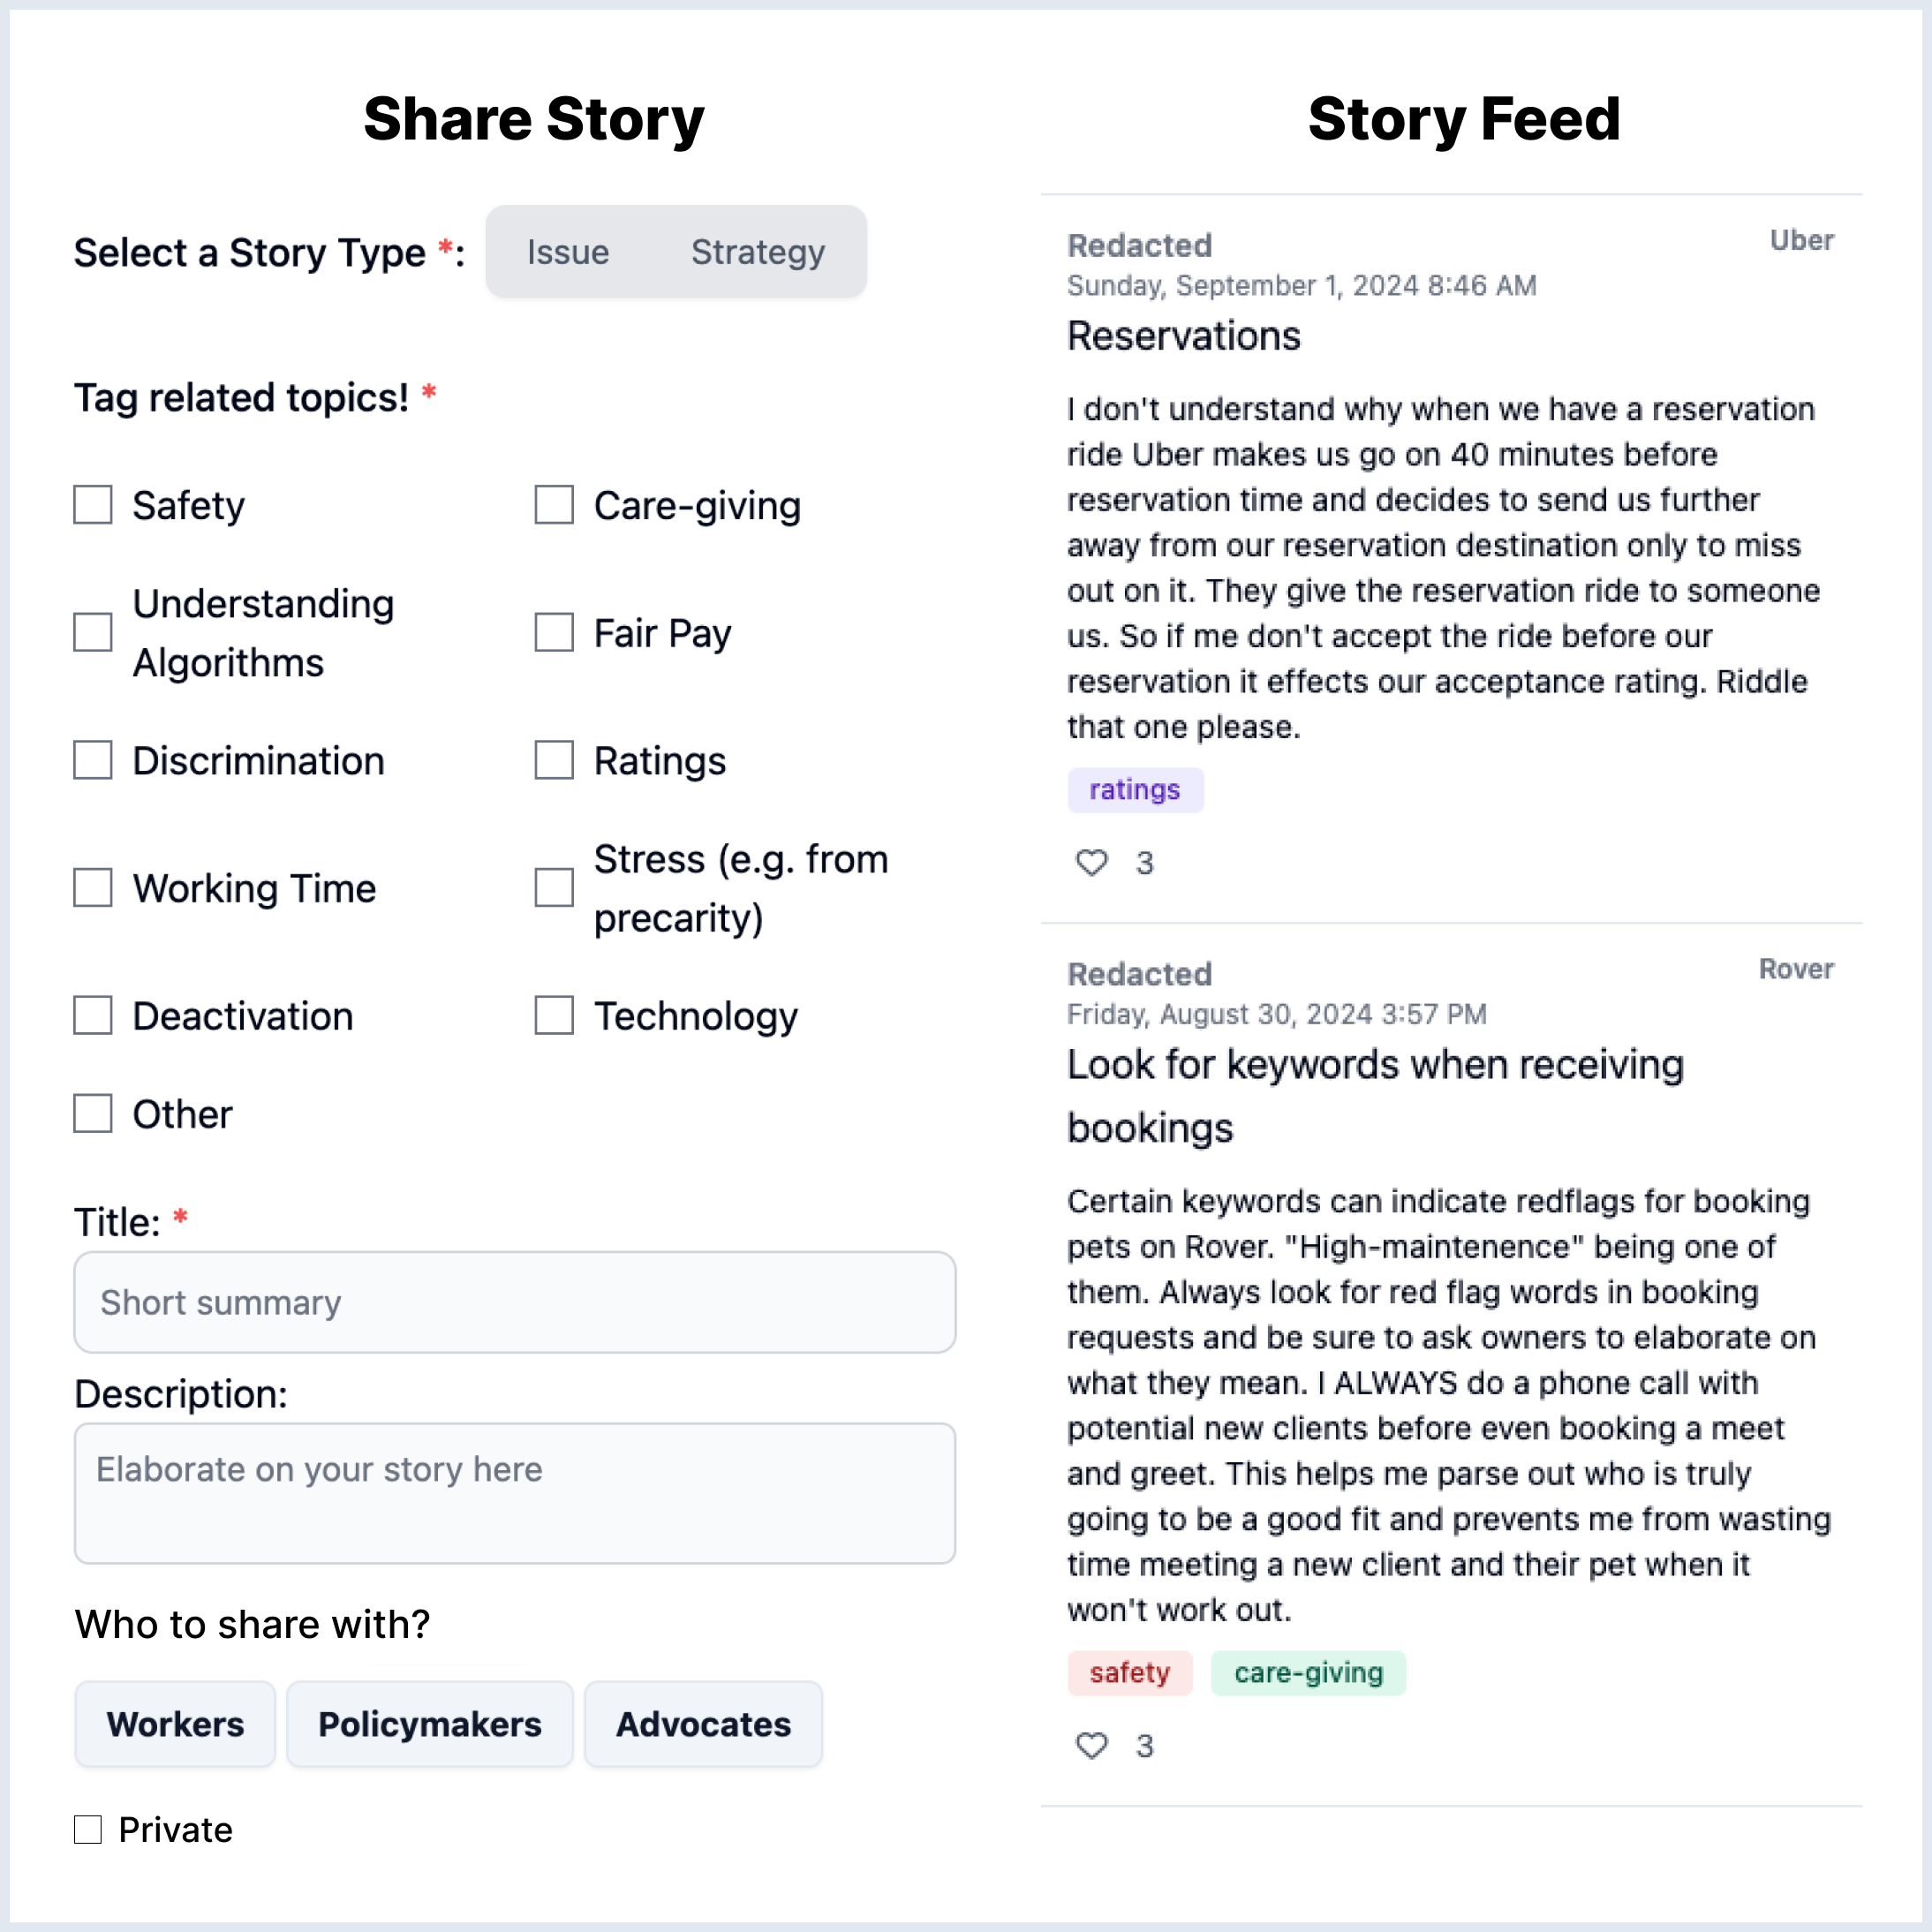 Share Story
Select a Story Type *:
Issue
Strategy
Tag related topics! *
Safety
Care-giving
Understanding
Algorithms
Fair Pay
Discrimination
Ratings
Working Time
Stress (e.g. from
precarity)
Deactivation
Technology
Other
Title: *
Short summary
Description:
Elaborate on your story here
Who to share with?
Workers
Policymakers
Advocates
Private
Story Feed
Redacted
Uber
Sunday, September 1, 2024 8:46 AM
Reservations
I don't understand why when we have a reservation
ride Uber makes us go on 40 minutes before
reservation time and decides to send us further
away from our reservation destination only to miss
out on it. They give the reservation ride to someone
us. So if me don't accept the ride before our
reservation it effects our acceptance rating. Riddle
that one please.
ratings
3
Redacted
Rover
Friday, August 30, 2024 3:57 PM
Look for keywords when receiving
bookings
Certain keywords can indicate redflags for booking
pets on Rover. "High-maintenence" being one of
them. Always look for red flag words in booking
requests and be sure to ask owners to elaborate on
what they mean. I ALWAYS do a phone call with
potential new clients before even booking a meet
and greet. This helps me parse out who is truly
going to be a good fit and prevents me from wasting
time meeting a new client and their pet when it
won't work out.
safety
care-giving
3